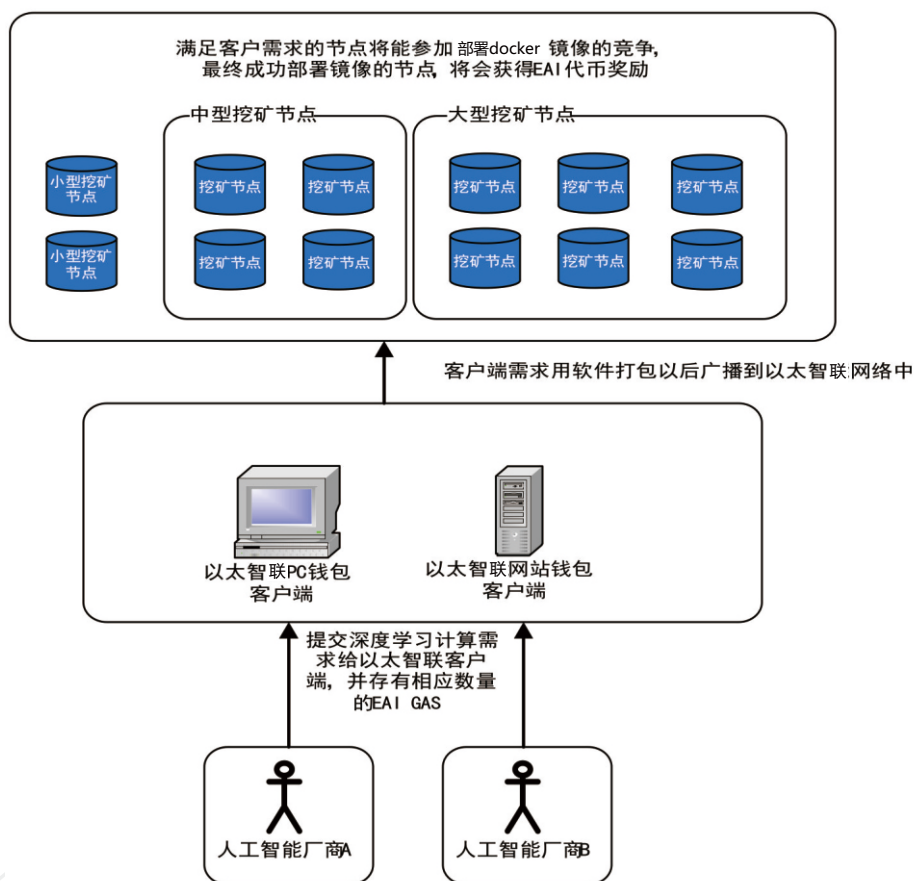 满足客户需求的节点将能参加 部署docker 镜像的竞争,
最终成功部署镜像的节点, 将会获得EAI代币奖励
中型挖矿节点
大型挖矿节点
小型挖矿
节点
挖矿节点
挖矿节点
挖矿节点
挖矿节点
挖矿节点
小型挖矿
节点
挖矿节点
挖矿节点
挖矿节点
挖矿节点
挖矿节点
客户端需求用软件打包以后广播到以太智联网络中
以太智联PC钱包
客户端
以太智联网站钱包
客户端
提交深度学习计算需
求给以太智联客户
端, 并存有相应数量
的EAI GAS
人工智能厂商A
人工智能厂商B